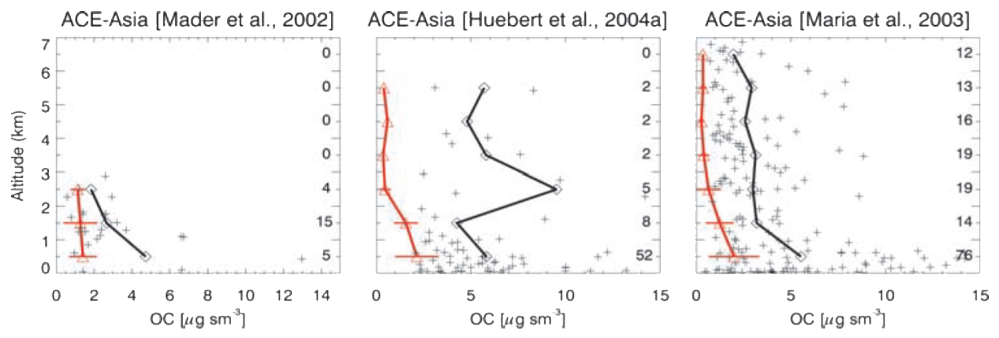 ACE-Asia [Mader et al., 2002]
ACE-Asia [Huebert et al., 2004a]
ACE-Asia [Maria et al., 2003]
Altitude (km)
7
6
5
4
3
2
1
0
0
0
0
0
4
15
5
0 2 4 6 8 10 12 14
OC [μg sm⁻³]
0
2
2
2
5
8
52
0 5 10 15
OC [μg sm⁻³]
12
13
16
19
19
14
76
0 5 10 15
OC [μg sm⁻³]